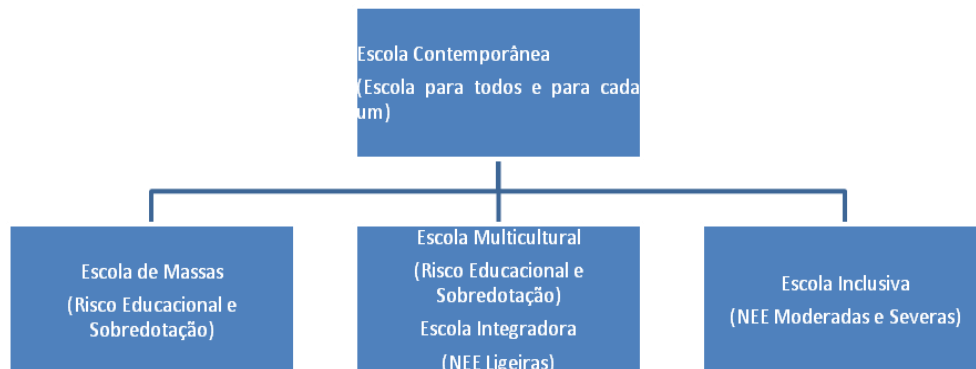 Escola Contemporânea
(Escola para todos e para cada
um)
Escola de Massas
(Risco Educacional e
Sobredotação)
Escola Multicultural
(Risco Educacional e
Sobredotação)
Escola Integradora
(NEE Ligeiras)
Escola Inclusiva
(NEE Moderadas e Severas)